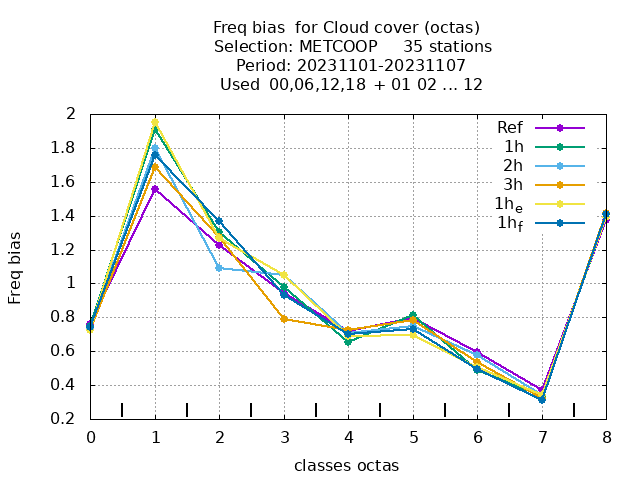 Freq bias  for Cloud cover (octas)
Selection: METCOOP     35 stations
Period: 20231101-20231107
Used  00,06,12,18  + 01 02 ... 12
2
1.8
1.6
1.4
1.2
1
0.8
0.6
0.4
0.2
Freq bias
Ref
1h
2h
3h
1he
1hf
0 1 2 3 4 5 6 7 8
classes octas